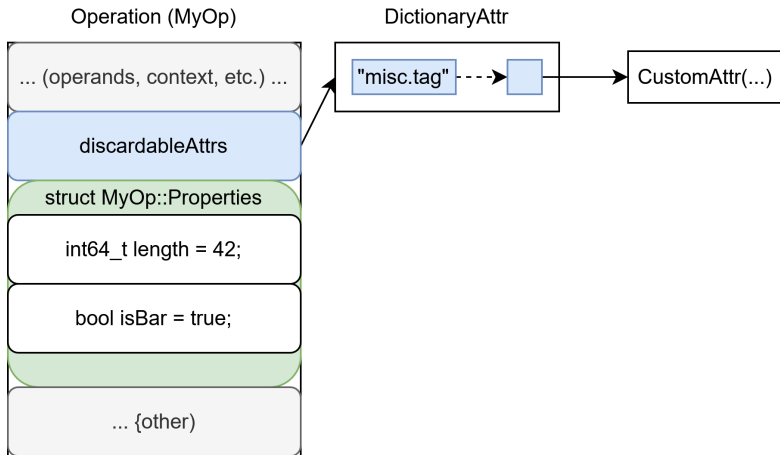 Operation (MyOp)
DictionaryAttr
... (operands, context, etc.) ...
"misc.tag"
CustomAttr(...)
discardableAttrs
struct MyOp::Properties
int64_t length = 42;
bool isBar = true;
... {other)